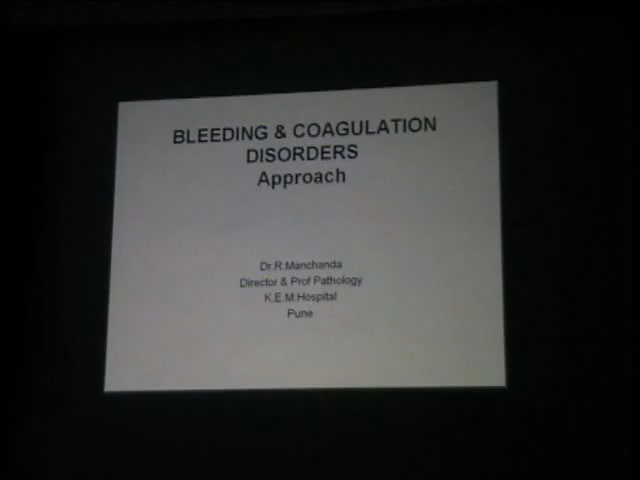 BLEEDING & COAGULATION
DISORDERS
Approach
Dr.R.Manchanda
Director & Prof Pathology
K.E.M.Hospital
Pune